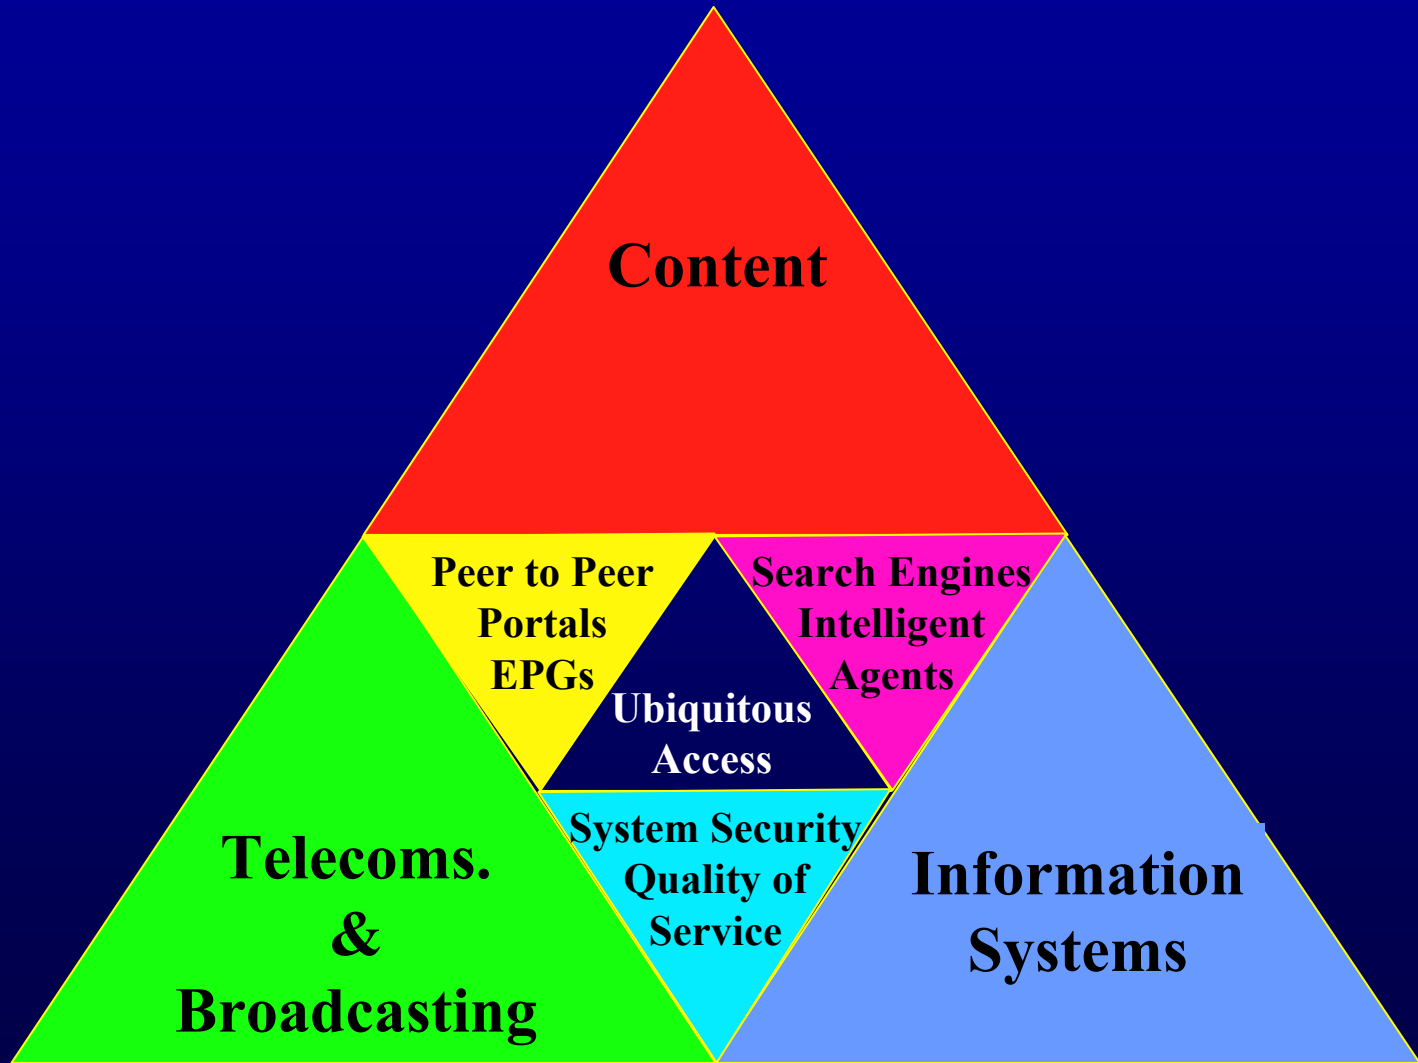 Content
Peer to Peer
Portals
EPGs
Search Engines
Intelligent
Agents
Ubiquitous
Access
System Security
Quality of
Service
Telecoms.
&
Broadcasting
Information
Systems